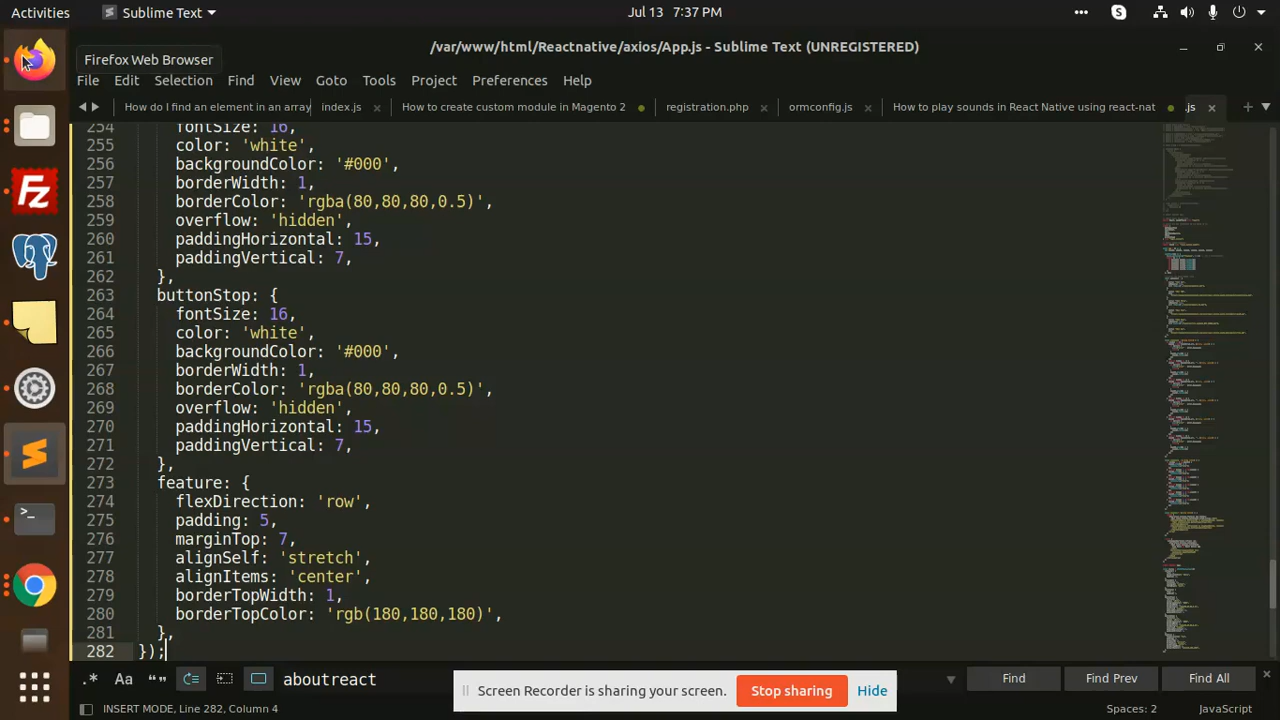 Activities
Sublime Text
Jul 13 7:37 PM
/var/www/html/Reactnative/axios/App.js - Sublime Text (UNREGISTERED)
Firefox Web Browser
File Edit Selection Find View Goto Tools Project Preferences Help
How do I find an element in an array
index.js
How to create custom module in Magento 2
registration.php
ormconfig.js
How to play sounds in React Native using react-nat
.js
254 fontSize: 16,
255 color: 'white',
256 backgroundColor: '#000',
257 borderWidth: 1,
258 borderColor: 'rgba(80,80,80,0.5)',
259 overflow: 'hidden',
260 paddingHorizontal: 15,
261 paddingVertical: 7,
262 },
263 buttonStop: {
264 fontSize: 16,
265 color: 'white',
266 backgroundColor: '#000',
267 borderWidth: 1,
268 borderColor: 'rgba(80,80,80,0.5)',
269 overflow: 'hidden',
270 paddingHorizontal: 15,
271 paddingVertical: 7,
272 },
273 feature: {
274 flexDirection: 'row',
275 padding: 5,
276 marginTop: 7,
277 alignSelf: 'stretch',
278 alignItems: 'center',
279 borderTopWidth: 1,
280 borderTopColor: 'rgb(180,180,180)',
281 },
282 });
.* Aa “” aboutreact
Find Find Prev Find All
Screen Recorder is sharing your screen. Stop sharing Hide
INSERT MODE, Line 282, Column 4
Spaces: 2
JavaScript